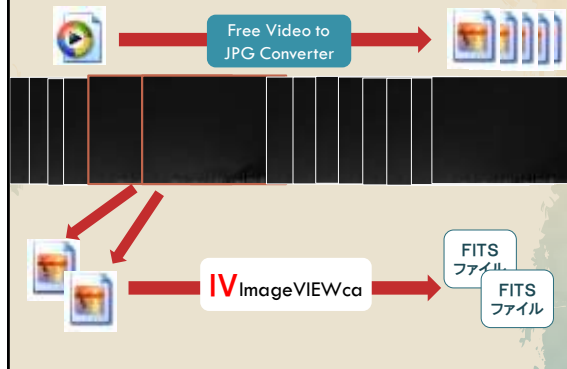 Free Video to
JPG Converter
IV ImageVIEWca
FITS
ファイル
FITS
ファイル